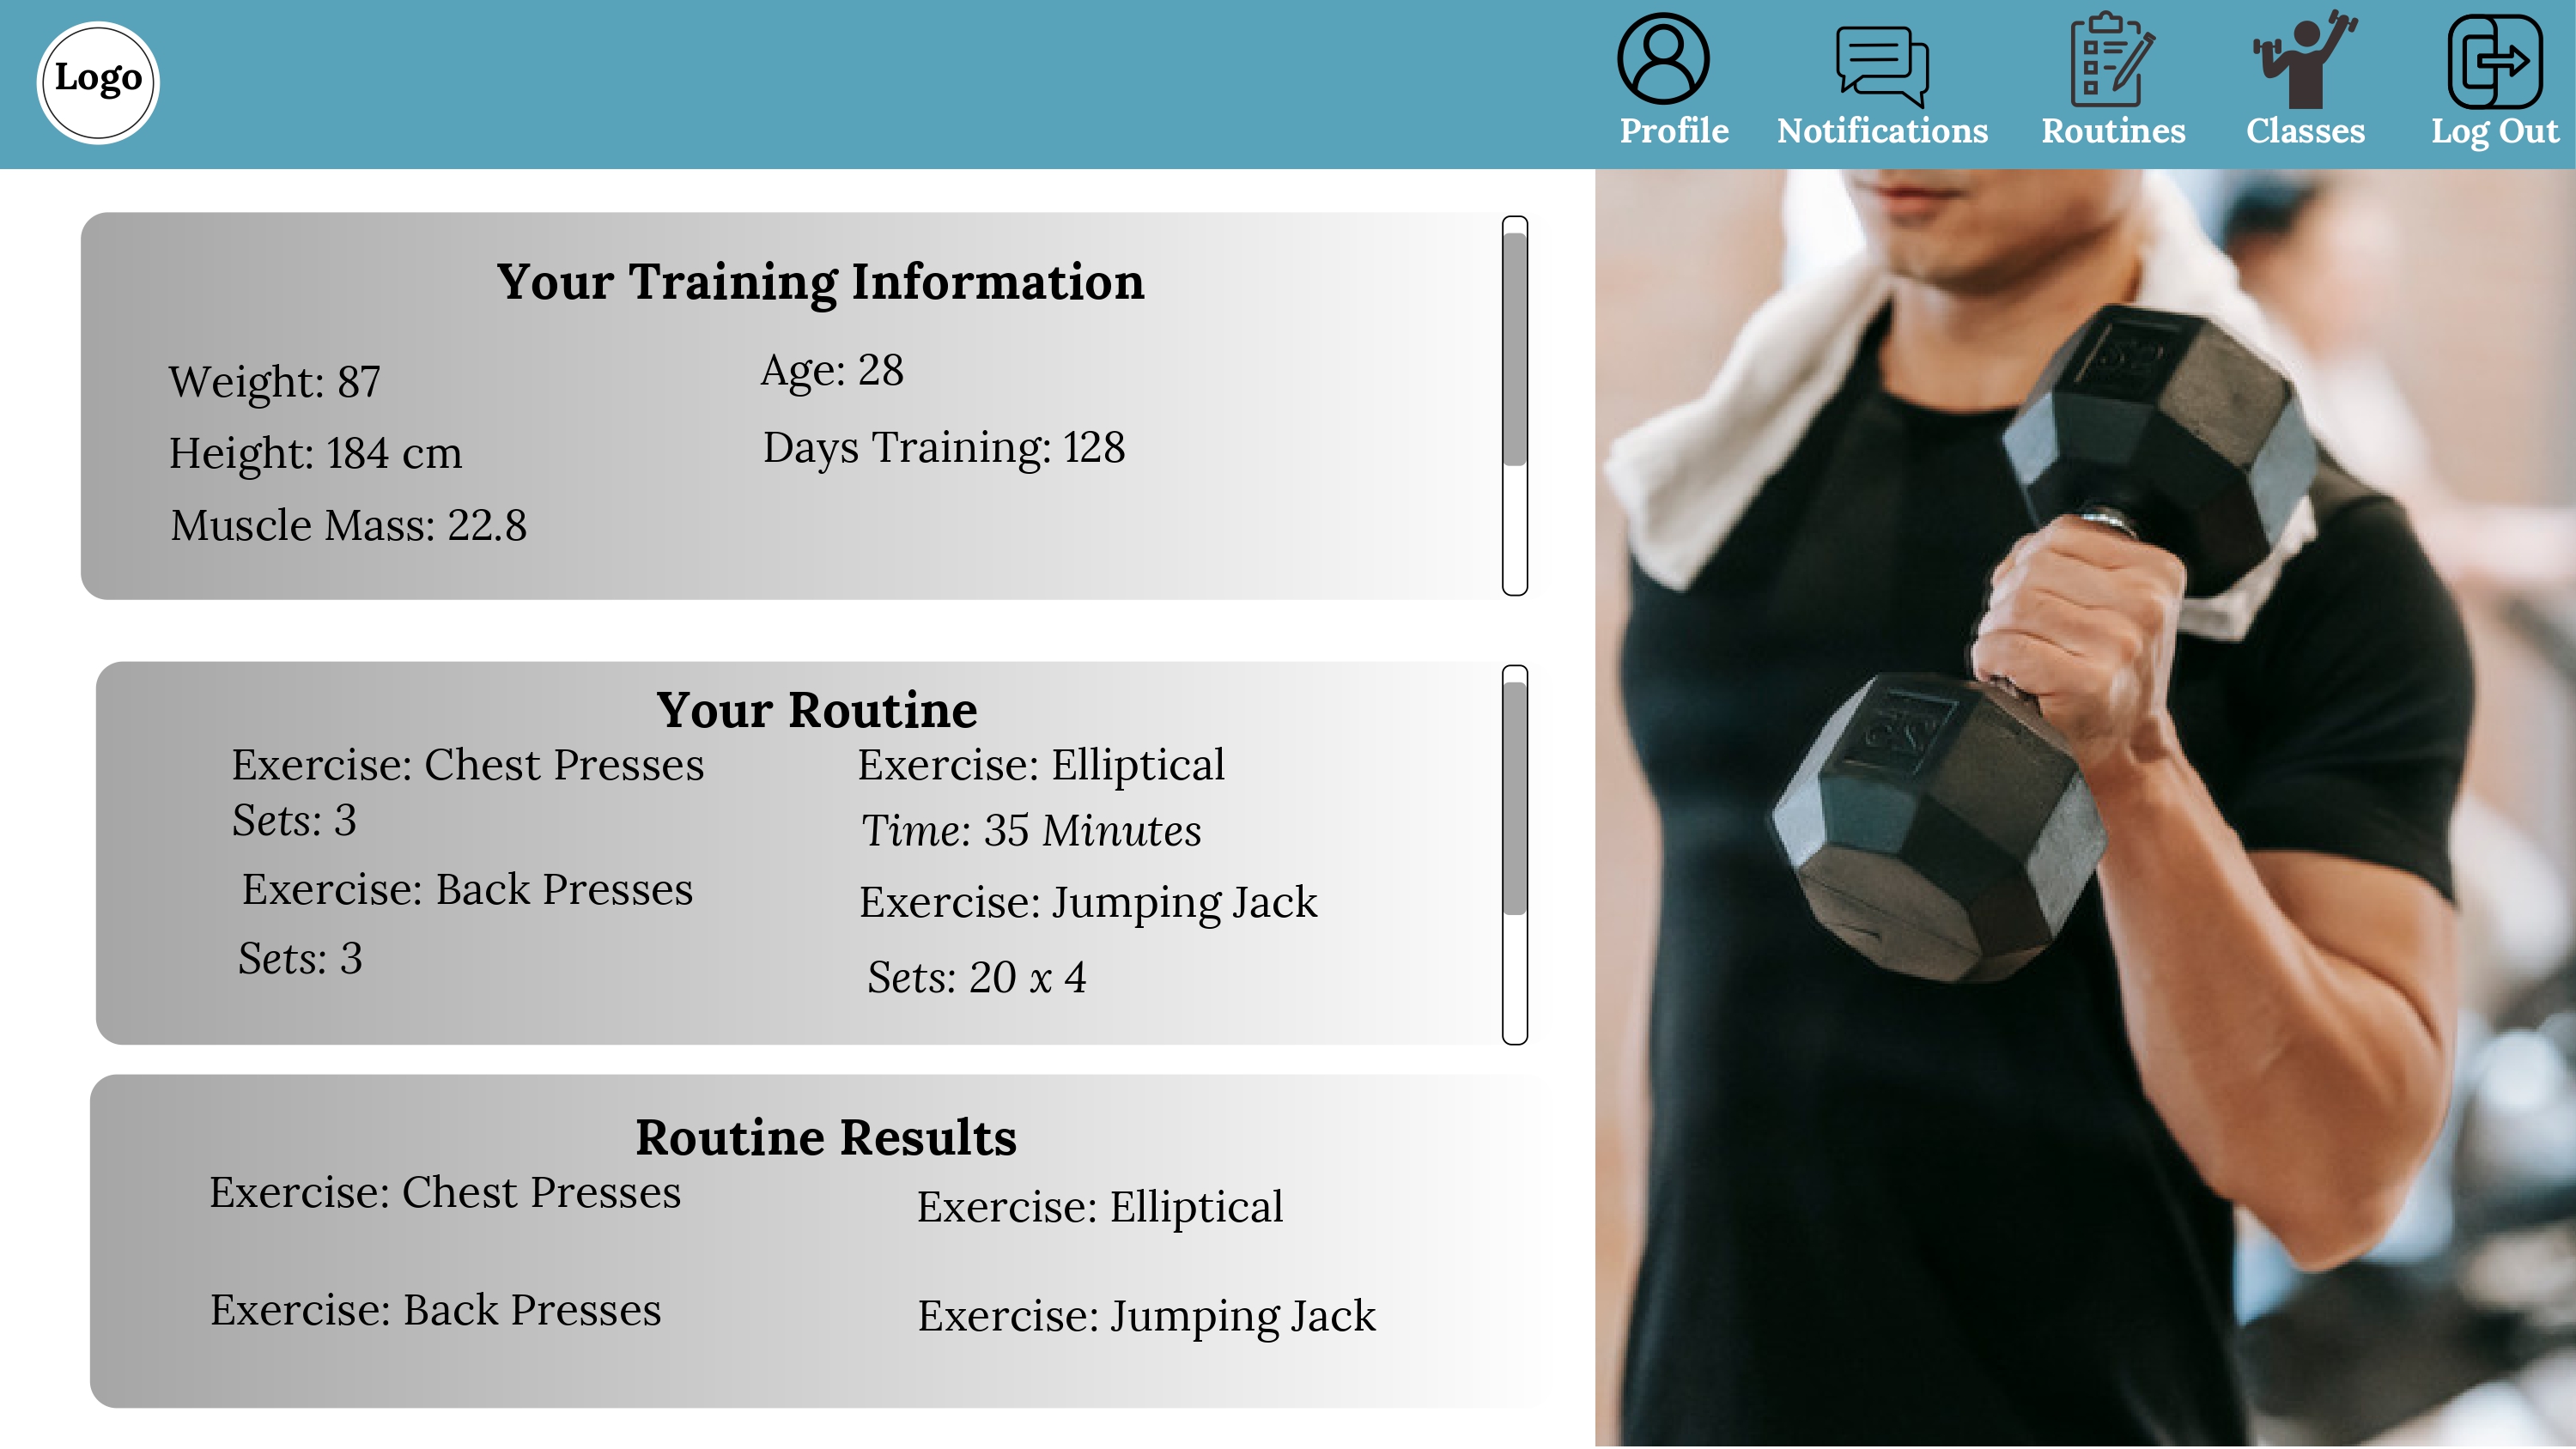 Logo
Profile
Notifications
Routines
Classes
Log Out
Your Training Information
Weight: 87
Height: 184 cm
Muscle Mass: 22.8
Age: 28
Days Training: 128
Your Routine
Exercise: Chest Presses
Sets: 3
Exercise: Back Presses
Sets: 3
Exercise: Elliptical
Time: 35 Minutes
Exercise: Jumping Jack
Sets: 20 x 4
Routine Results
Exercise: Chest Presses
Exercise: Back Presses
Exercise: Elliptical
Exercise: Jumping Jack